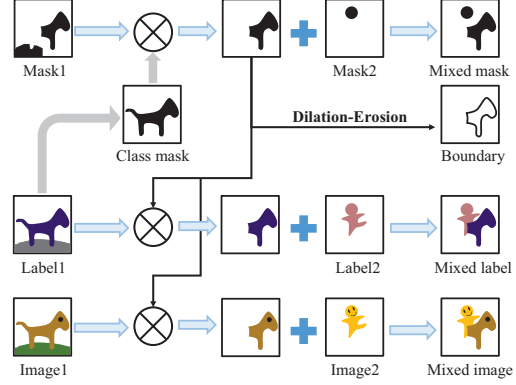 Mask1
Mask2
Mixed mask
Class mask
Dilation-Erosion
Boundary
Label1
Label2
Mixed label
Image1
Image2
Mixed image